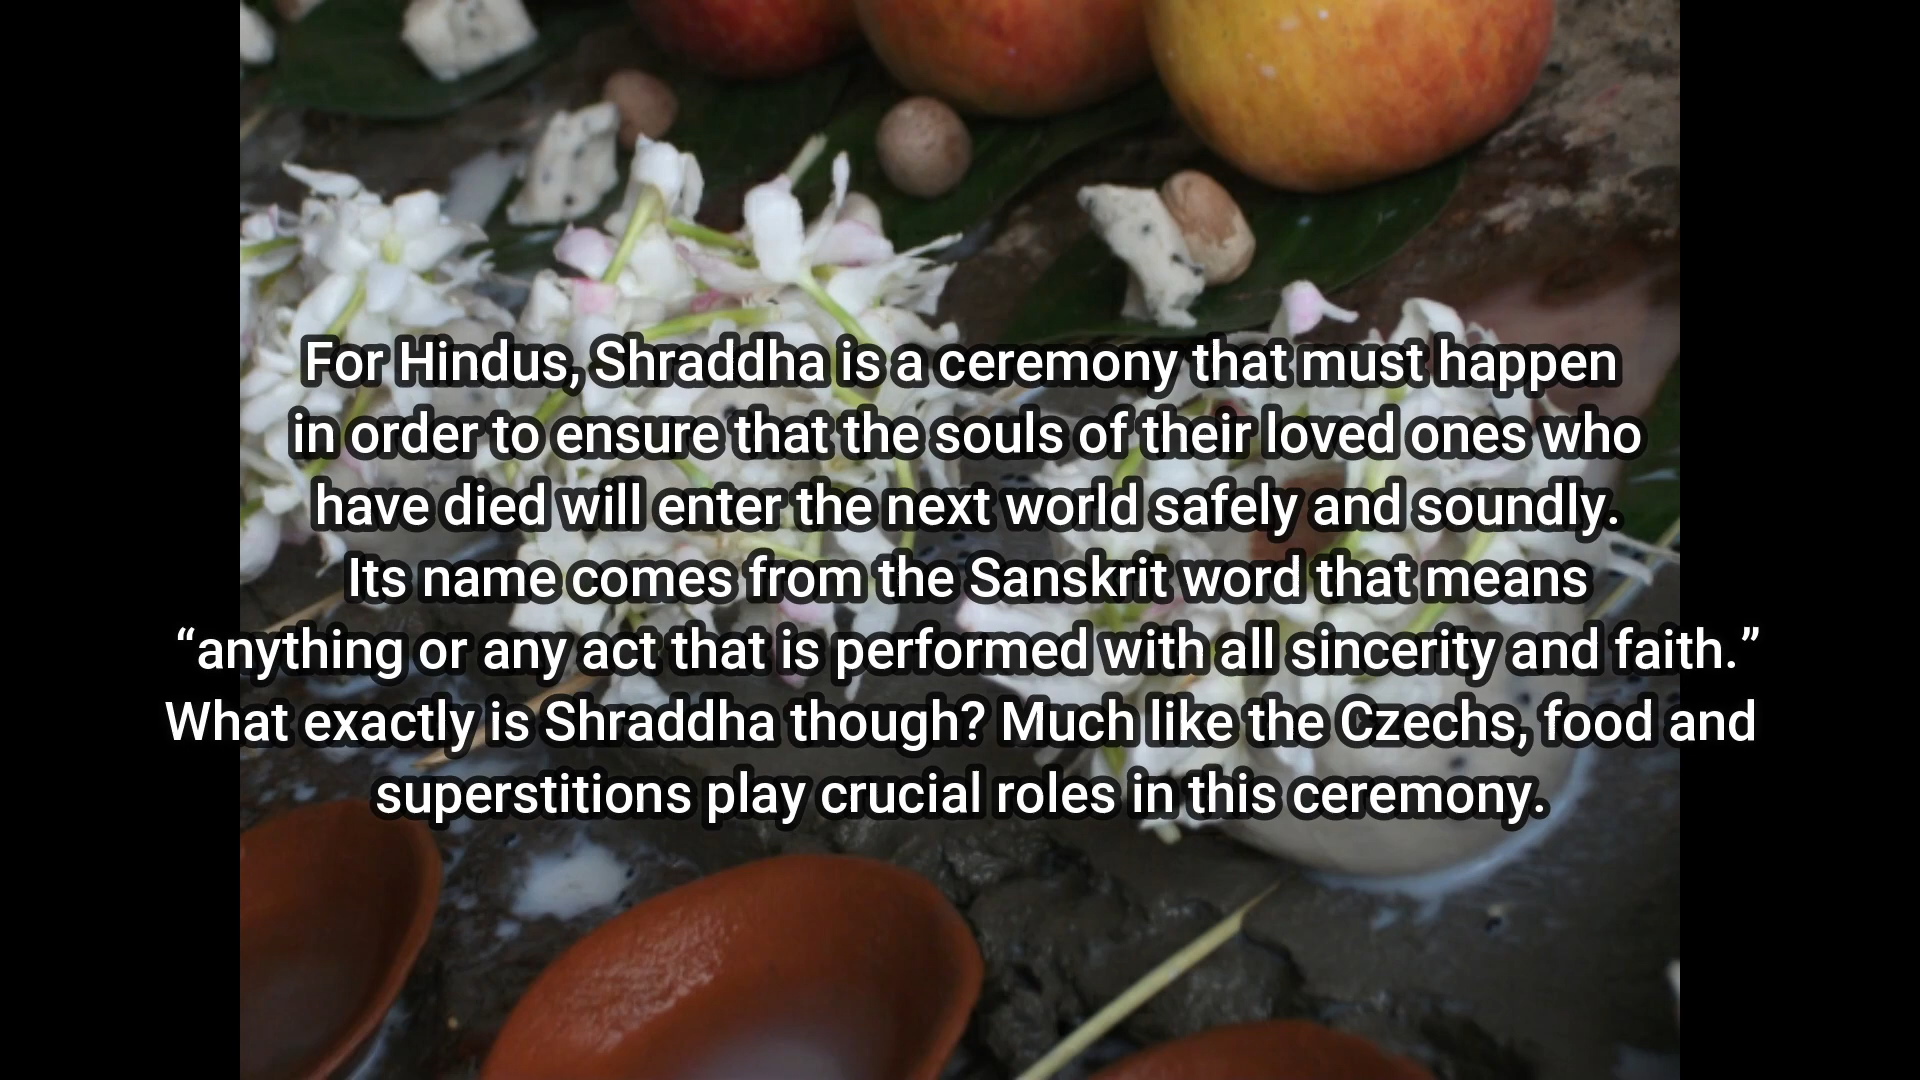 For Hindus, Shraddha is a ceremony that must happen
in order to ensure that the souls of their loved ones who
have died will enter the next world safely and soundly.
Its name comes from the Sanskrit word that means
“anything or any act that is performed with all sincerity and faith.”
What exactly is Shraddha though? Much like the Czechs, food and
superstitions play crucial roles in this ceremony.